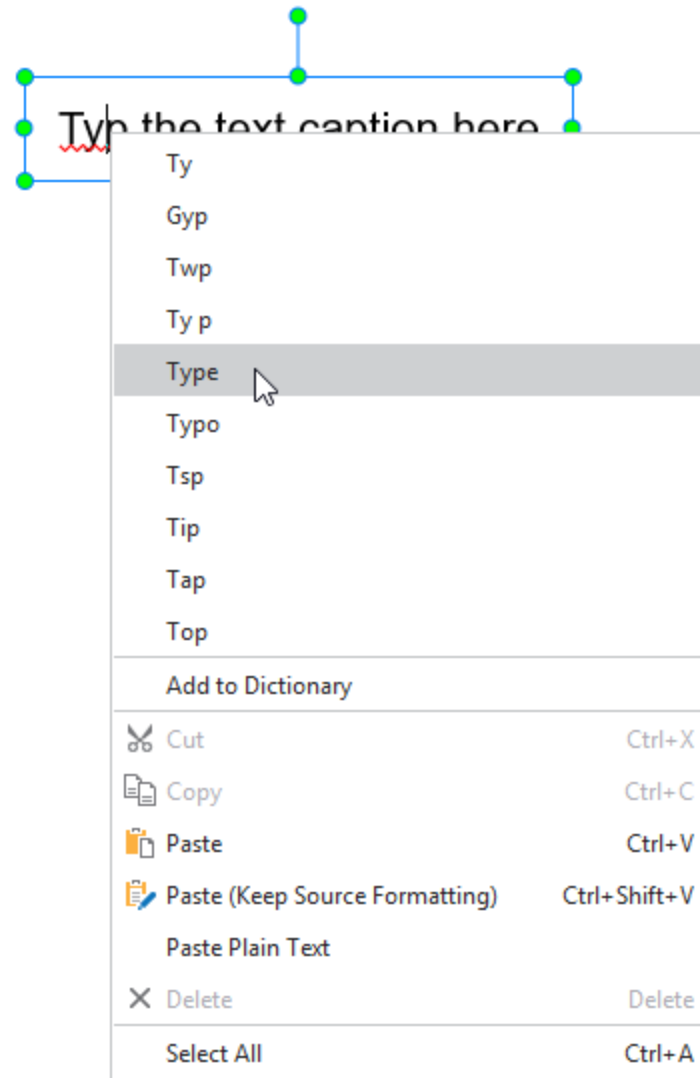 Typ the text caption here
Ty
Gyp
Twp
Ty p
Type
Typo
Tsp
Tip
Tap
Top
Add to Dictionary
Cut Ctrl+X
Copy Ctrl+C
Paste Ctrl+V
Paste (Keep Source Formatting) Ctrl+Shift+V
Paste Plain Text
Delete Delete
Select All Ctrl+A